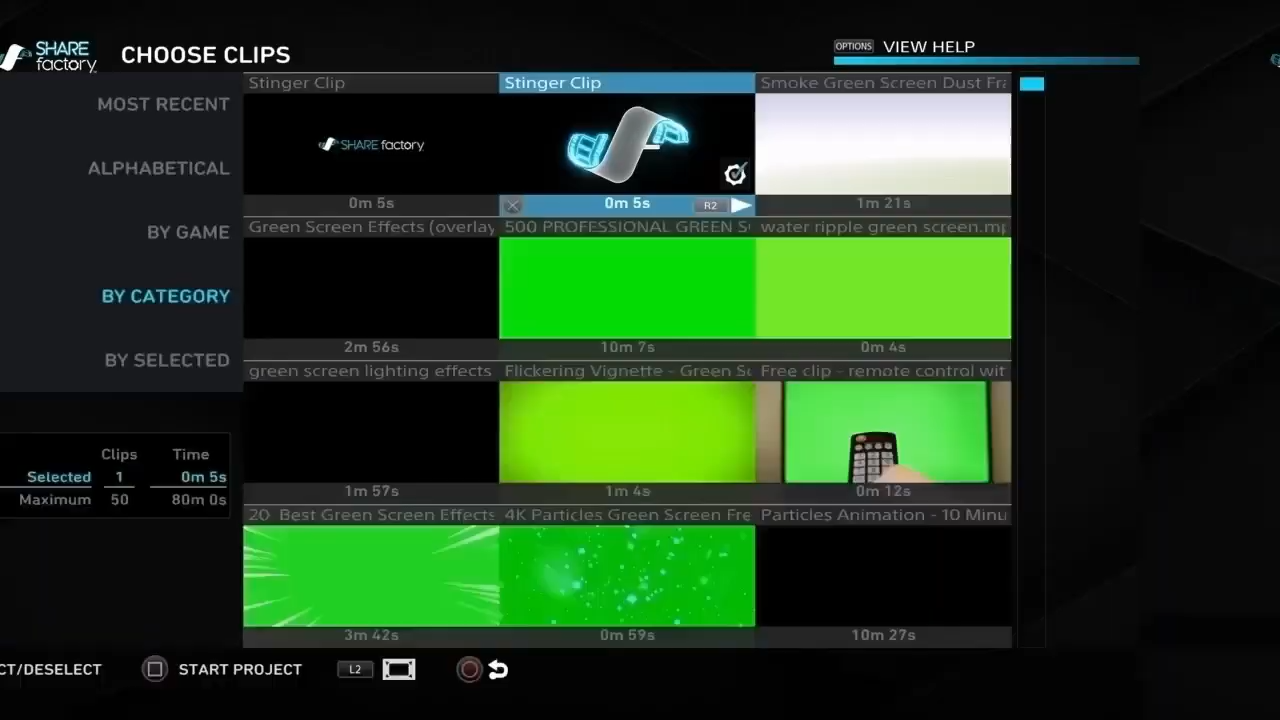 SHARE
factory™
CHOOSE CLIPS
OPTIONS VIEW HELP
MOST RECENT
ALPHABETICAL
BY GAME
BY CATEGORY
BY SELECTED
Clips Time
Selected 1 0m 5s
Maximum 50 80m 0s
Stinger Clip
Stinger Clip
Smoke Green Screen Dust Fra
SHARE factory
0m 5s
0m 5s
R2
1m 21s
Green Screen Effects (overlay
500 PROFESSIONAL GREEN S
water ripple green screen.mp
2m 56s
10m 7s
0m 4s
green screen lighting effects
Flickering Vignette - Green Sc
Free clip - remote control wit
1m 57s
1m 4s
0m 12s
20 Best Green Screen Effects
4K Particles Green Screen Fre
Particles Animation - 10 Minu
3m 42s
0m 59s
10m 27s
CT/DESELECT
START PROJECT
L2